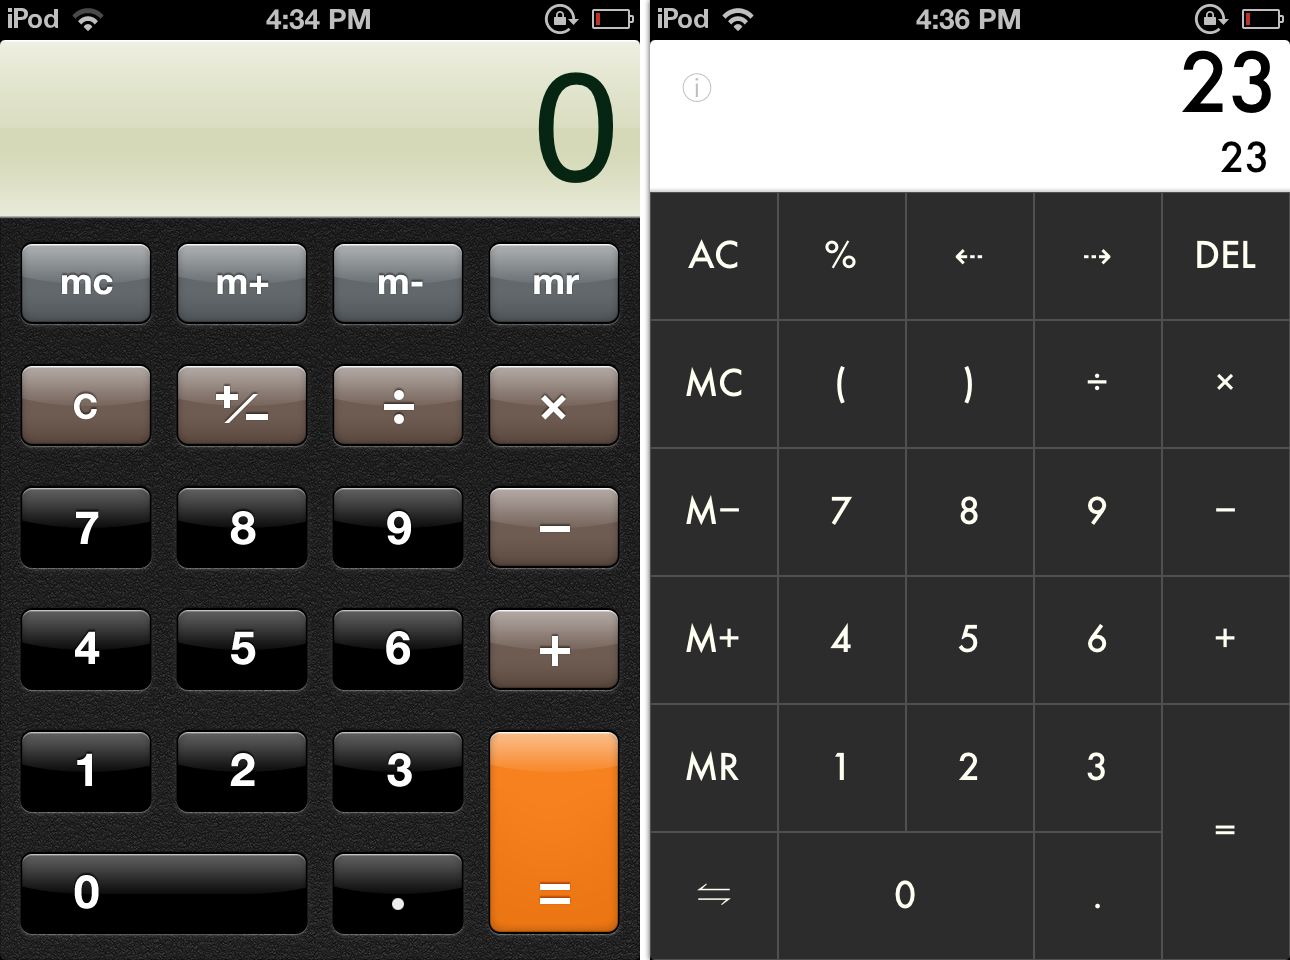 iPod 4:34 PM
0
mc m+ m- mr
c +/− ÷ ×
7 8 9 −
4 5 6 +
1 2 3
0 . =
iPod 4:36 PM
i 23
23
AC % ⇠ ⇢ DEL
MC ( ) ÷ ×
M− 7 8 9 −
M+ 4 5 6 +
MR 1 2 3
=
⇋ 0 .